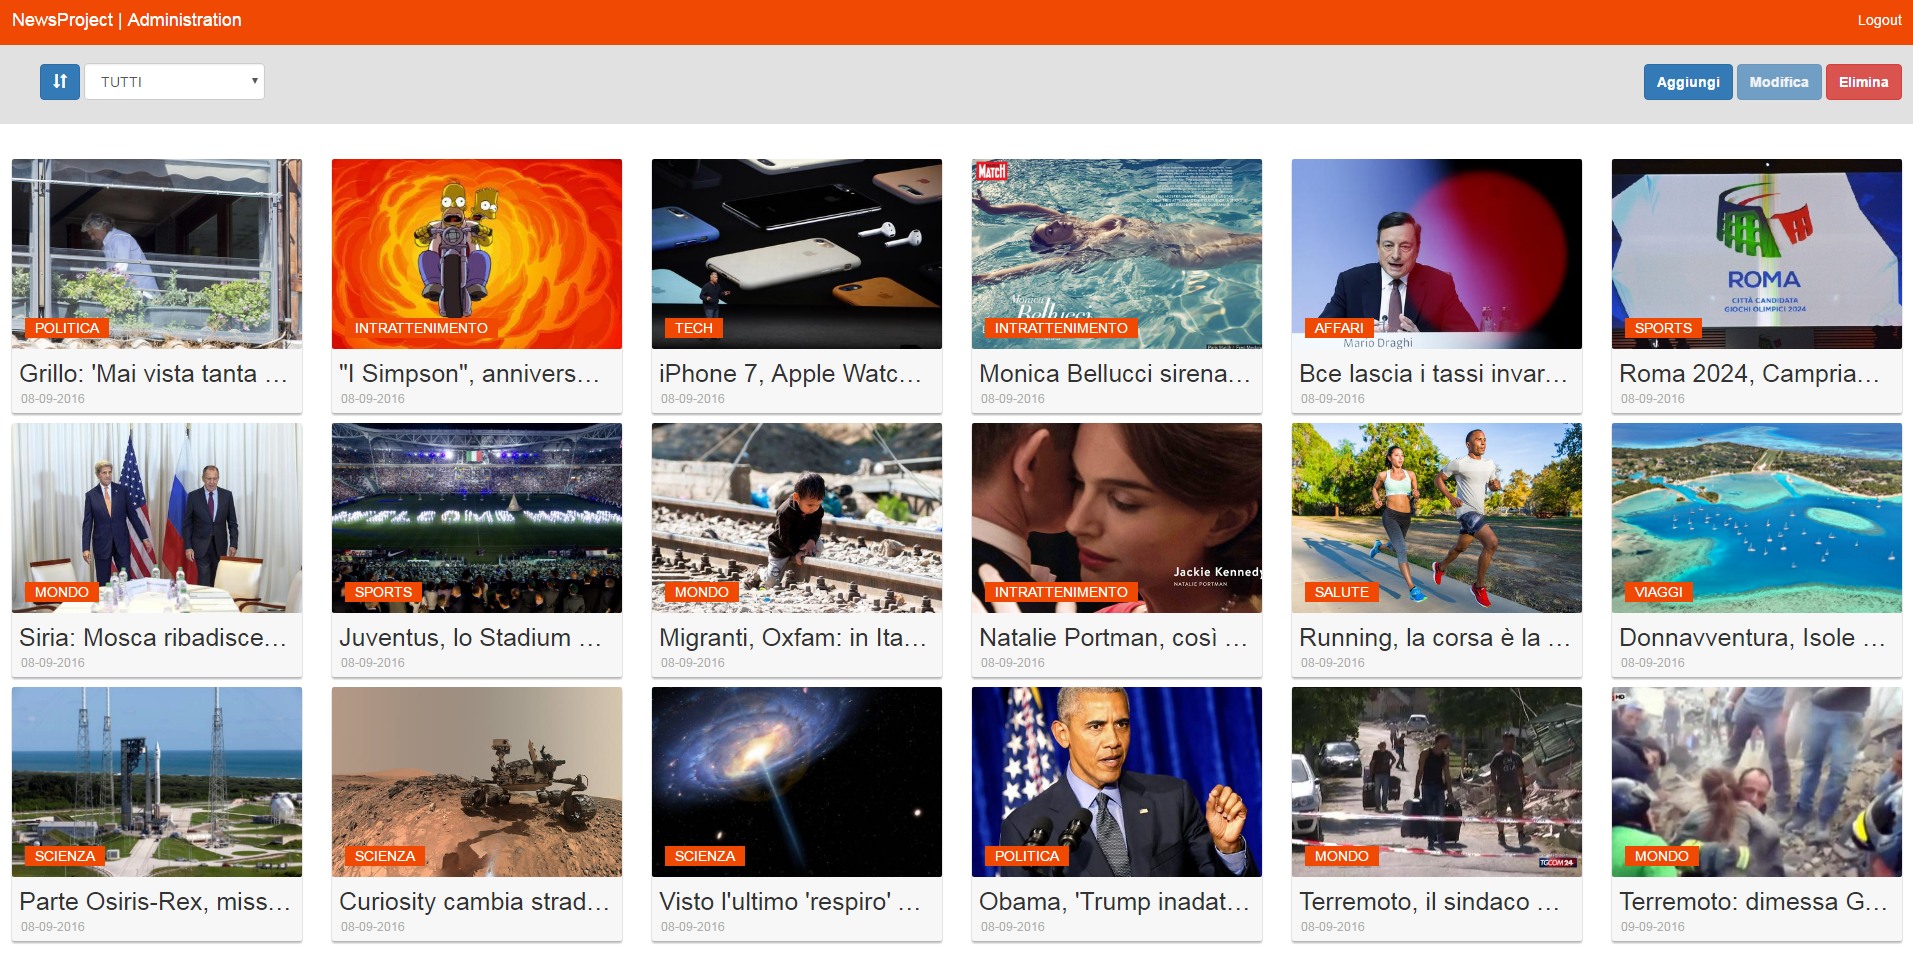 NewsProject | Administration
Logout
TUTTI
Aggiungi
Modifica
Elimina
POLITICA
Grillo: 'Mai vista tanta ...
08-09-2016
INTRATTENIMENTO
"I Simpson", annivers...
08-09-2016
TECH
iPhone 7, Apple Watc...
08-09-2016
MATCH
Monica
Bellucci
INTRATTENIMENTO
Monica Bellucci sirena...
08-09-2016
AFFARI
Mario Draghi
Bce lascia i tassi invar...
08-09-2016
ROMA
CITTÀ CANDIDATA
GIOCHI OLIMPICI 2024
SPORTS
Roma 2024, Campria...
08-09-2016
MONDO
Siria: Mosca ribadisce...
08-09-2016
SPORTS
Juventus, lo Stadium ...
08-09-2016
MONDO
Migranti, Oxfam: in Ita...
08-09-2016
Jackie Kennedy
NATALIE PORTMAN
INTRATTENIMENTO
Natalie Portman, così ...
08-09-2016
SALUTE
Running, la corsa è la ...
08-09-2016
VIAGGI
Donnavventura, Isole ...
08-09-2016
SCIENZA
Parte Osiris-Rex, miss...
08-09-2016
SCIENZA
Curiosity cambia strad...
08-09-2016
SCIENZA
Visto l'ultimo 'respiro' ...
08-09-2016
POLITICA
Obama, 'Trump inadat...
08-09-2016
MONDO
TGCOM24
Terremoto, il sindaco ...
08-09-2016
HD
MONDO
Terremoto: dimessa G...
09-09-2016